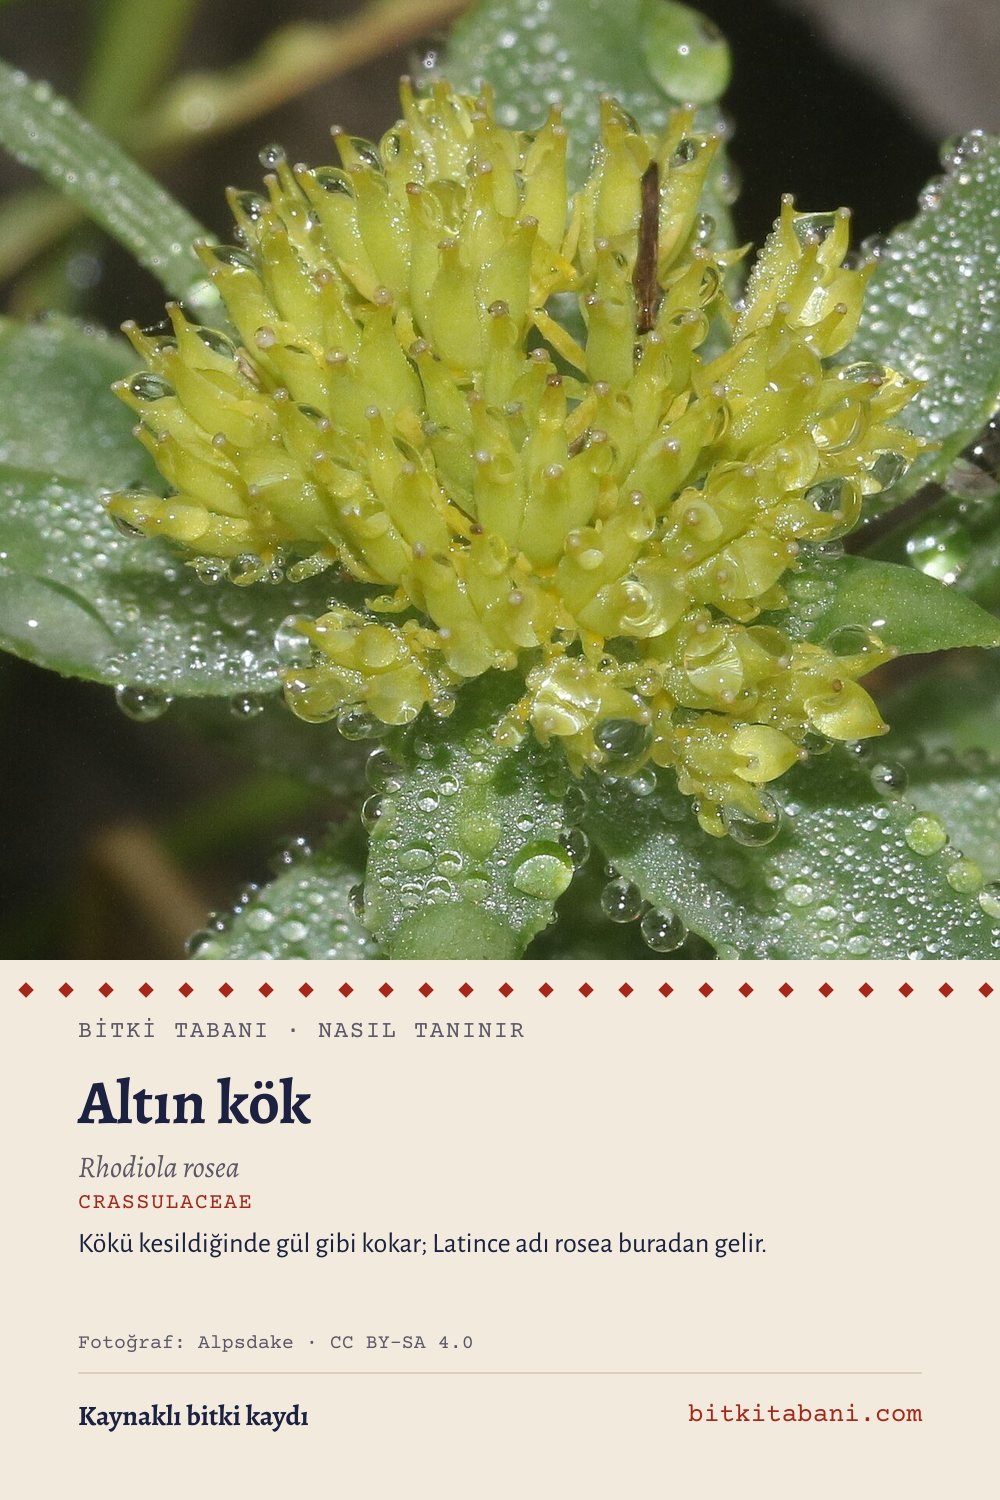 BİTKİ TABANI · NASIL TANINIR
Altın kök
Rhodiola rosea
CRASSULACEAE
Kökü kesildiğinde gül gibi kokar; Latince adı rosea buradan gelir.
Fotoğraf: Alpsdake · CC BY-SA 4.0
Kaynaklı bitki kaydı
bitkitabani.com